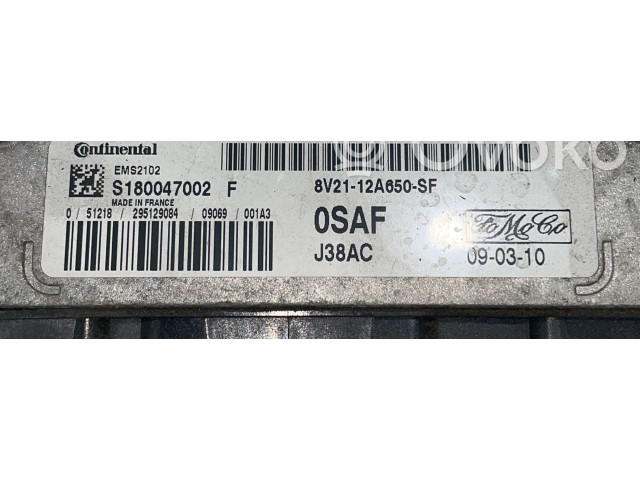 Continental
EMS2102
S180047002 F
MADE IN FRANCE
0 / 51218 / 295129084 / 09069 / 001A3
8V21-12A650-SF
0SAF
FoMoCo
J38AC
09-03-10
Ovoko